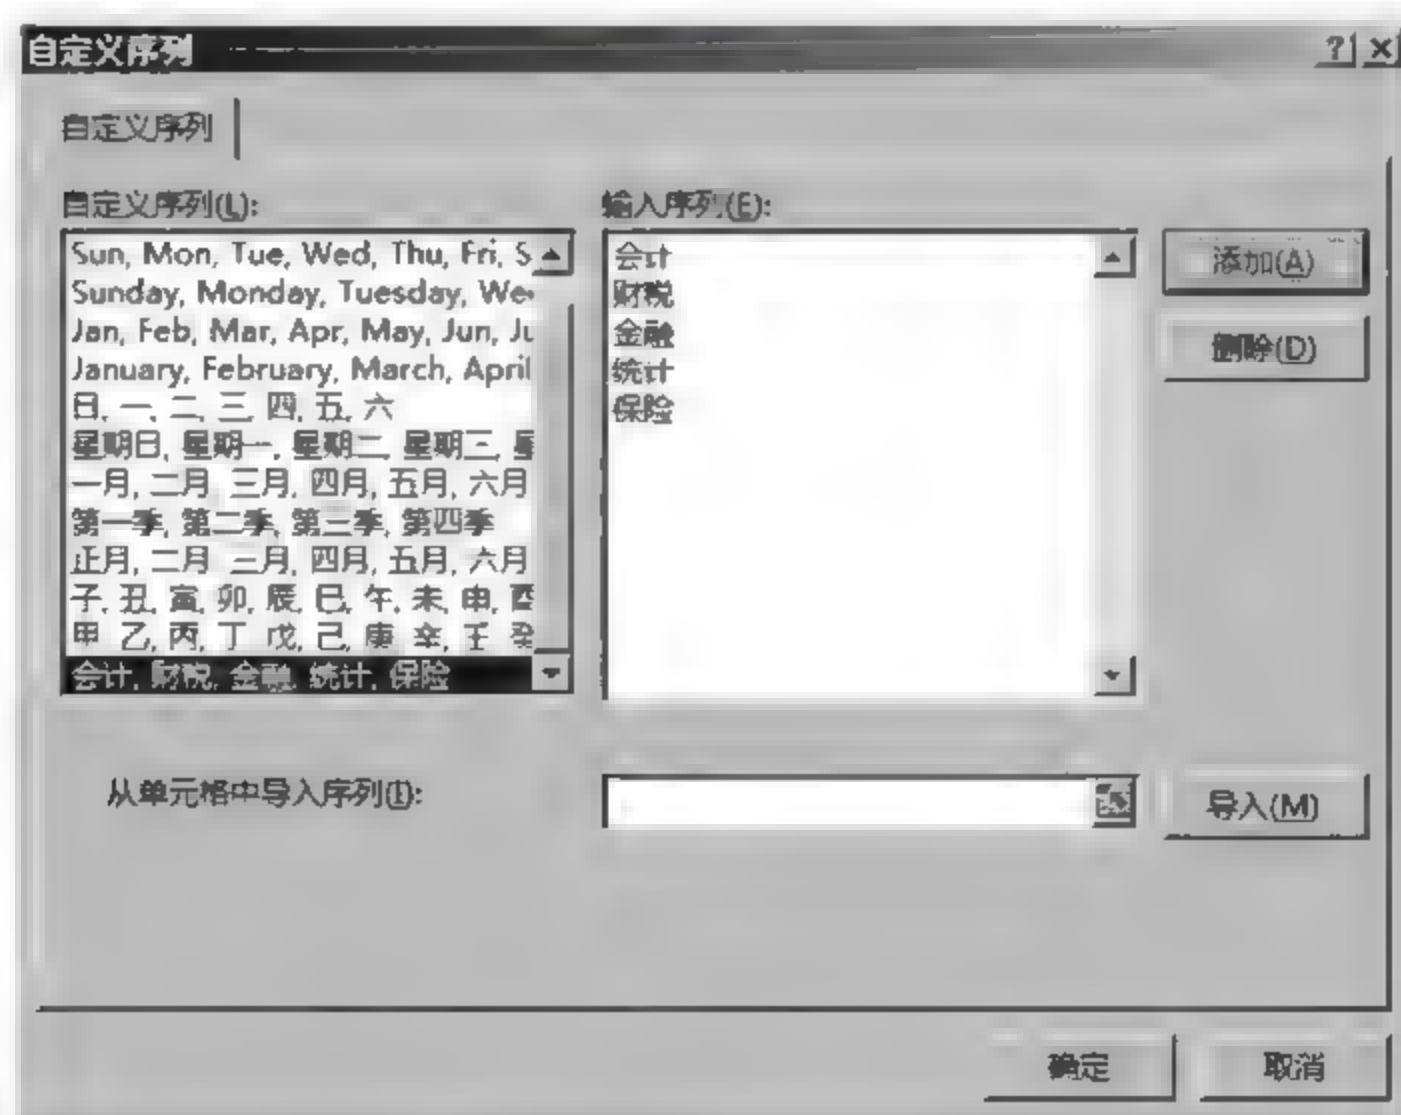 自定义序列
自定义序列
自定义序列(L):
Sun, Mon, Tue, Wed, Thu, Fri, S
Sunday, Monday, Tuesday, We
Jan, Feb, Mar, Apr, May, Jun, Ju
January, February, March, April
日, 一, 二, 三, 四, 五, 六
星期日, 星期一, 星期二, 星期三, 星
一月, 二月, 三月, 四月, 五月, 六月
第一季, 第二季, 第三季, 第四季
正月, 二月, 三月, 四月, 五月, 六月
子, 丑, 寅, 卯, 辰, 巳, 午, 未, 申, 酉
甲, 乙, 丙, 丁, 戊, 己, 庚, 辛, 壬, 癸
会计, 财税, 金融, 统计, 保险
输入序列(E):
会计
财税
金融
统计
保险
添加(A)
删除(D)
从单元格中导入序列(I):
导入(M)
确定
取消